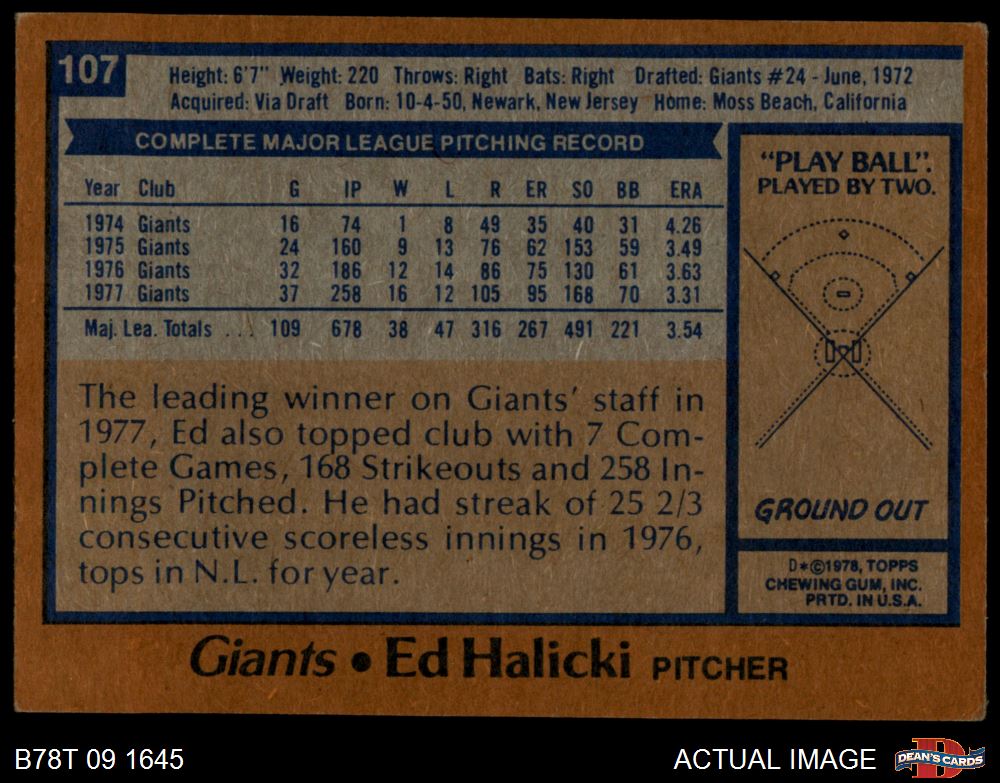 107
Height: 6'7" Weight: 220 Throws: Right Bats: Right Drafted: Giants #24 - June, 1972
Acquired: Via Draft Born: 10-4-50, Newark, New Jersey Home: Moss Beach, California
COMPLETE MAJOR LEAGUE PITCHING RECORD
Year Club G IP W L R ER SO BB ERA
1974 Giants 16 74 1 8 49 35 40 31 4.26
1975 Giants 24 160 9 13 76 62 153 59 3.49
1976 Giants 32 186 12 14 86 75 130 61 3.63
1977 Giants 37 258 16 12 105 95 168 70 3.31
Maj. Lea. Totals . . . 109 678 38 47 316 267 491 221 3.54
The leading winner on Giants' staff in
1977, Ed also topped club with 7 Com-
plete Games, 168 Strikeouts and 258 In-
nings Pitched. He had streak of 25 2/3
consecutive scoreless innings in 1976,
tops in N.L. for year.
"PLAY BALL".
PLAYED BY TWO.
GROUND OUT
D*©1978, TOPPS
CHEWING GUM, INC.
PRTD. IN U.S.A.
Giants • Ed Halicki PITCHER
B78T 09 1645
ACTUAL IMAGE
D
DEAN'S CARDS